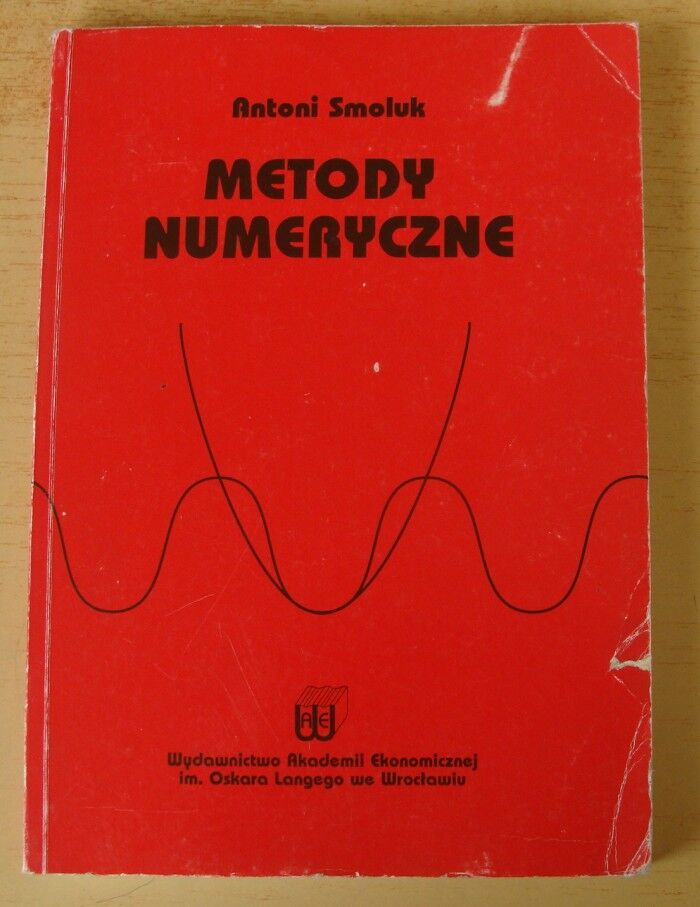 Antoni Smoluk
METODY
NUMERYCZNE
AE
Wydawnictwo Akademii Ekonomicznej
im. Oskara Langego we Wrocławiu